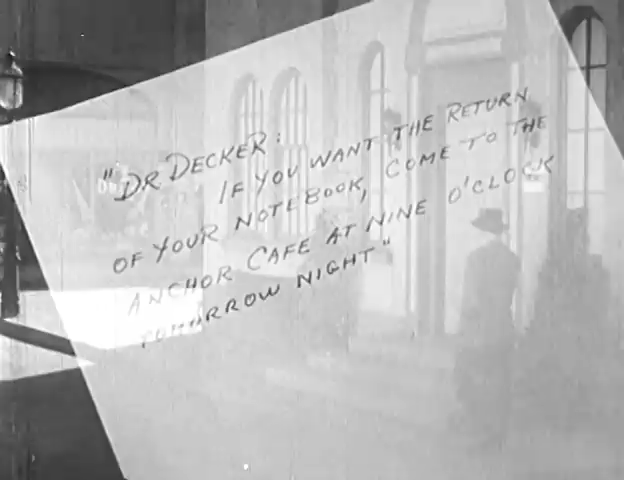 "DR DECKER:
IF YOU WANT THE RETURN
OF YOUR NOTEBOOK, COME TO THE
ANCHOR CAFE AT NINE O'CLOCK
TOMORROW NIGHT"